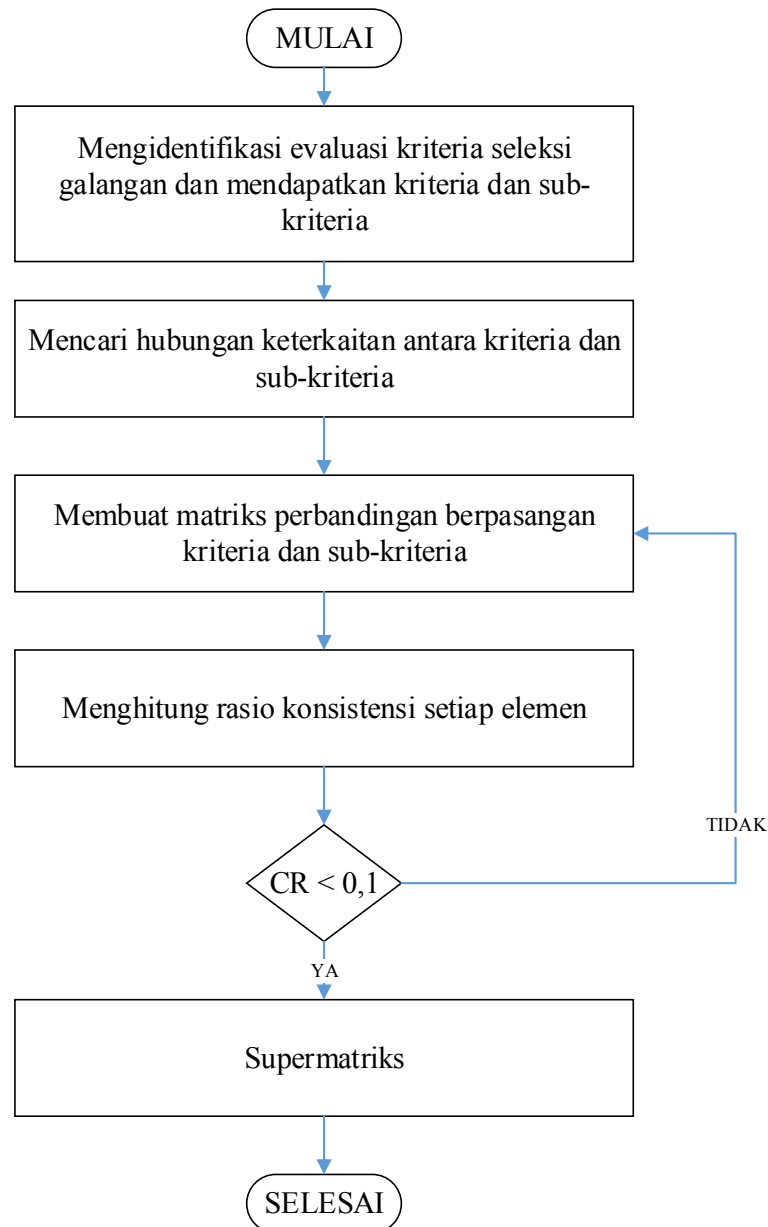 MULAI
Mengidentifikasi evaluasi kriteria seleksi
galangan dan mendapatkan kriteria dan sub-
kriteria
Mencari hubungan keterkaitan antara kriteria dan
sub-kriteria
Membuat matriks perbandingan berpasangan
kriteria dan sub-kriteria
Menghitung rasio konsistensi setiap elemen
TIDAK
CR < 0,1
YA
Supermatriks
SELESAI